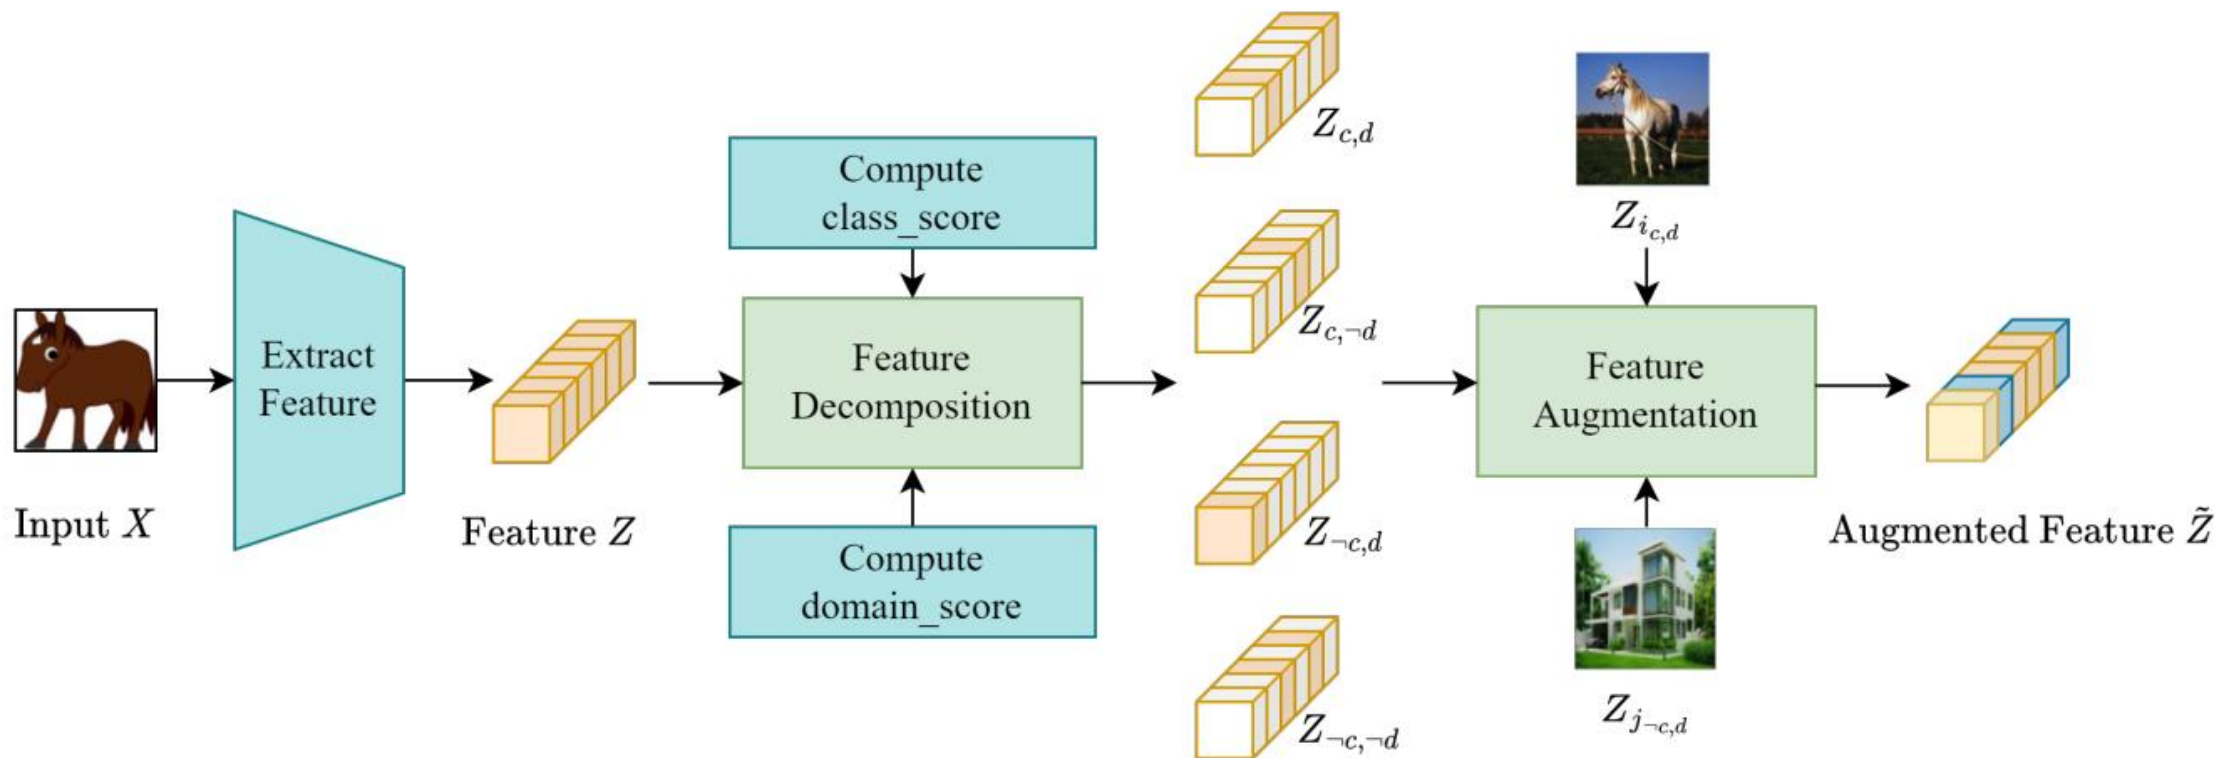 Input X
Extract
Feature
Feature Z
Compute
class_score
Feature
Decomposition
Compute
domain_score
Z_{c,d}
Z_{c,¬d}
Z_{¬c,d}
Z_{¬c,¬d}
Z_{i_{c,d}}
Feature
Augmentation
Z_{j_{¬c,d}}
Augmented Feature Z̃